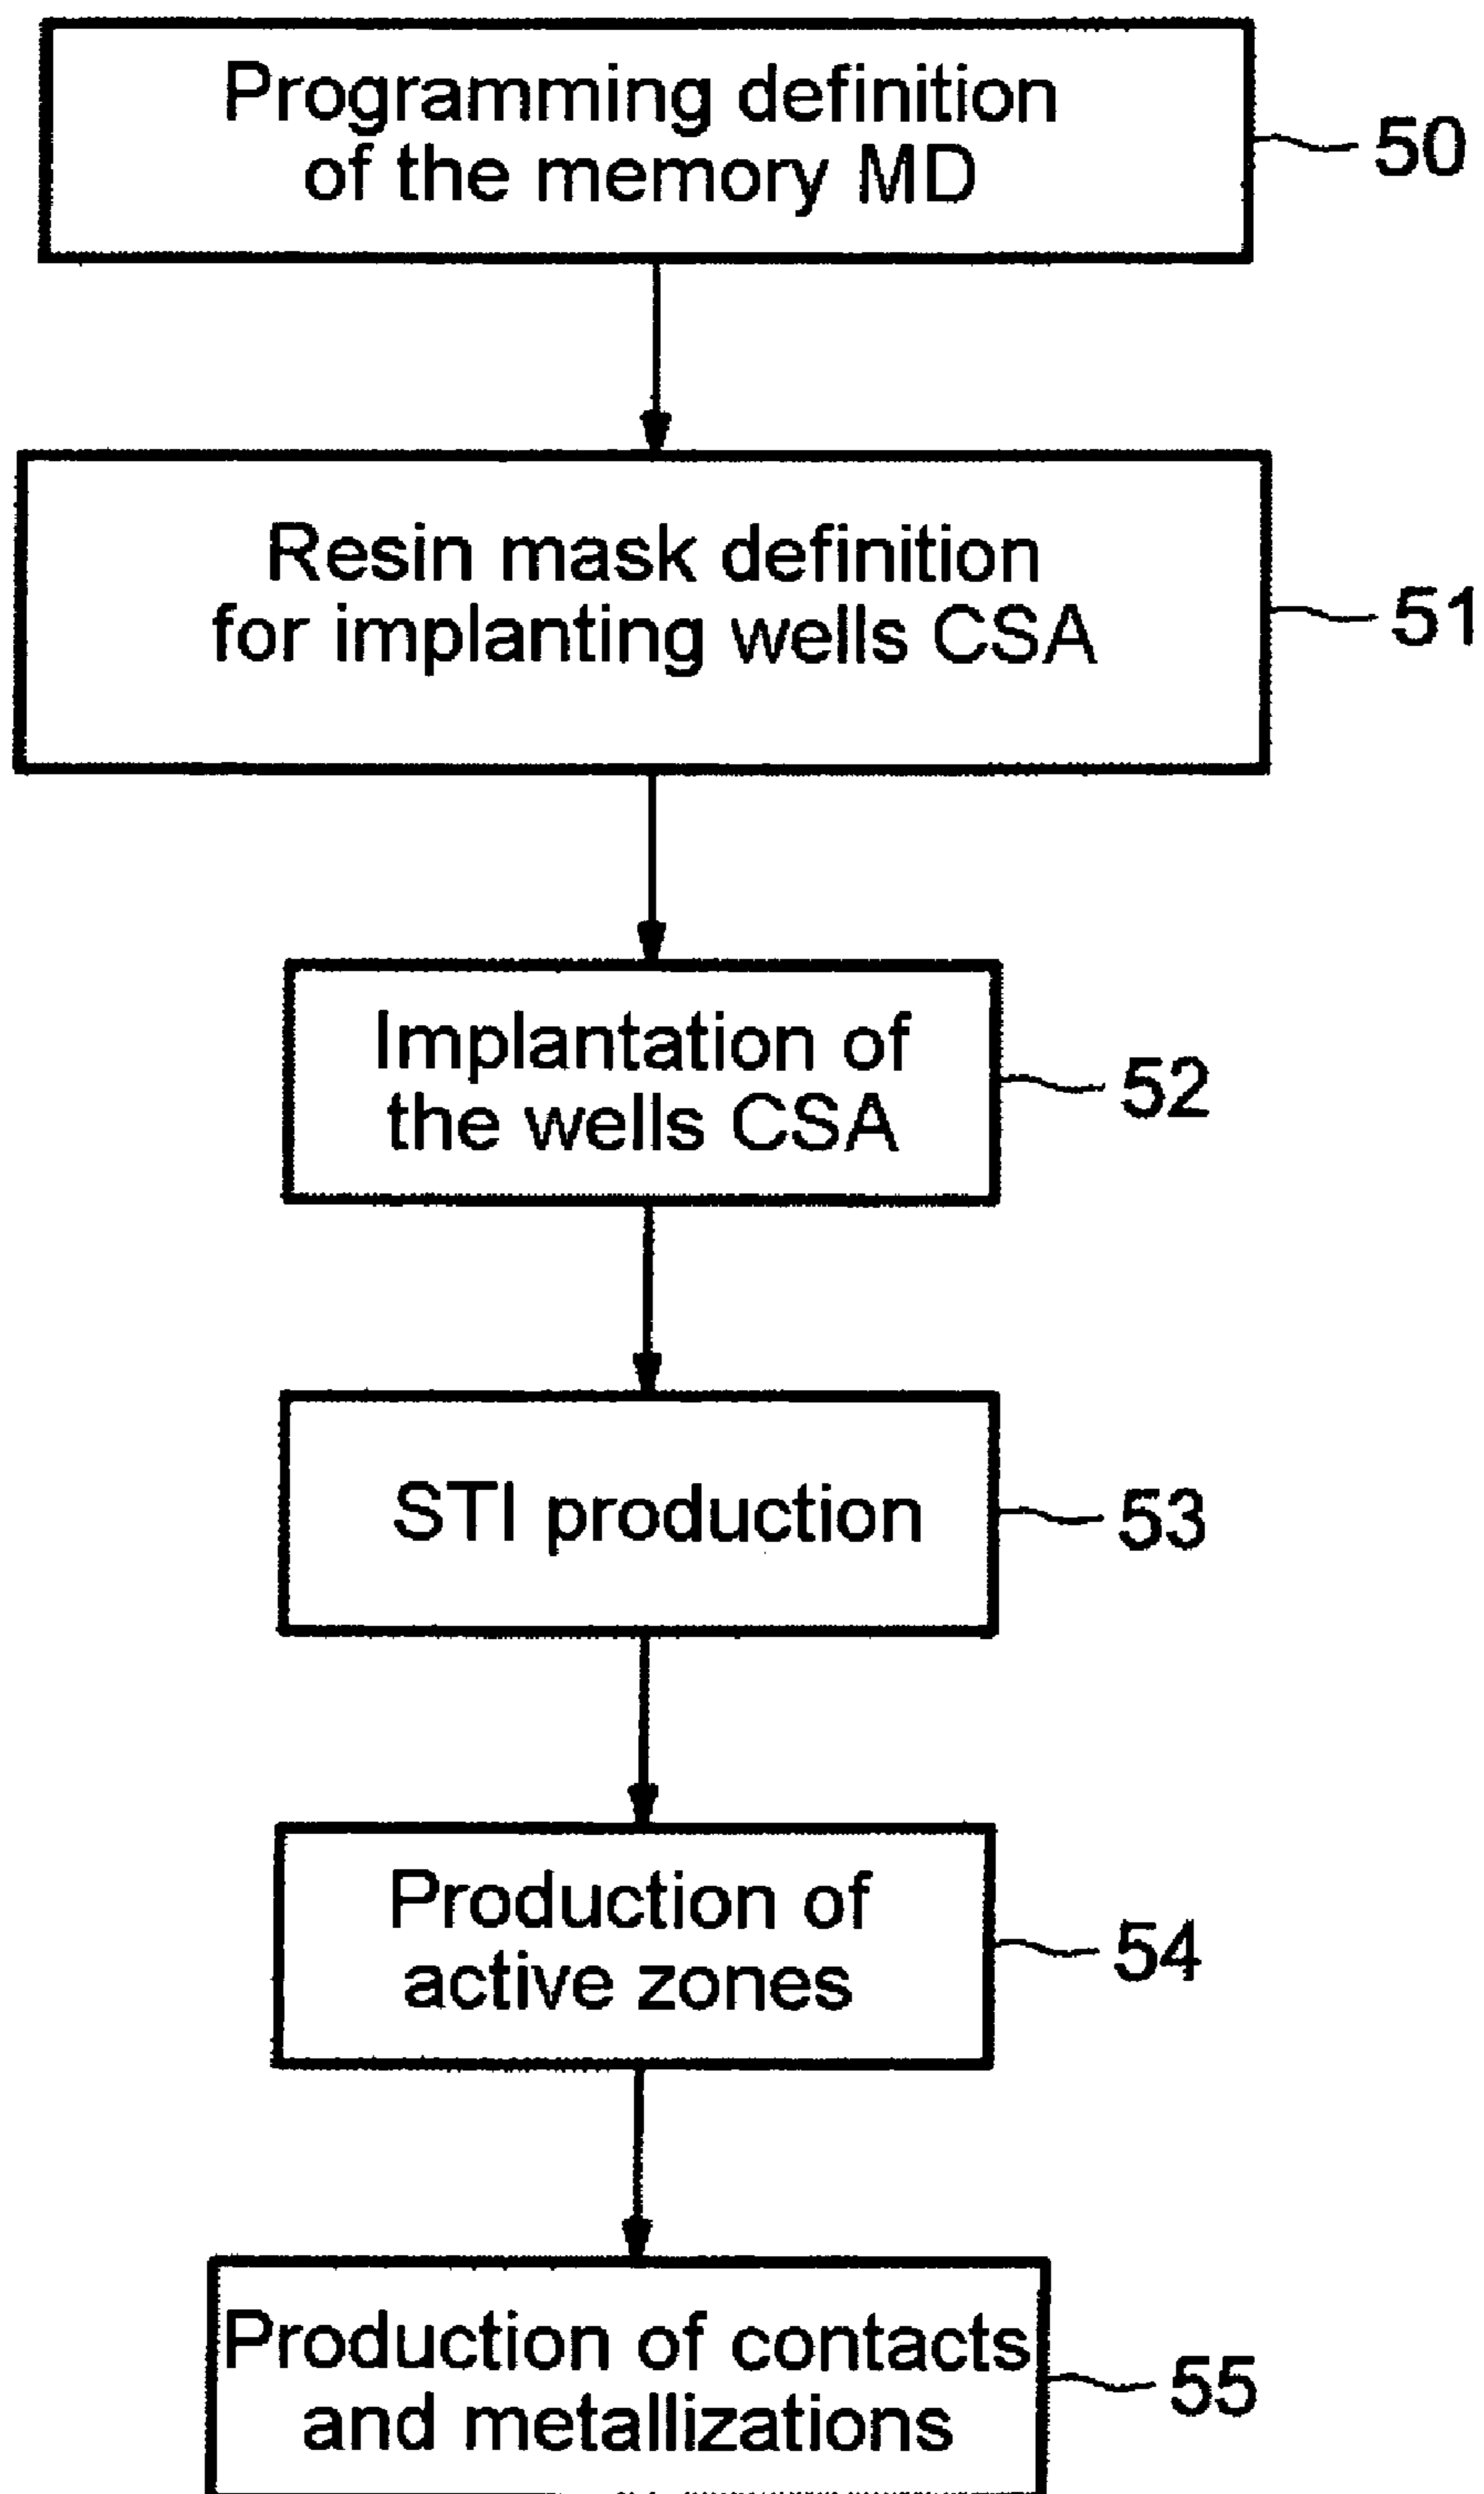 Programming definition
of the memory MD
50
Resin mask definition
for implanting wells CSA
51
Implantation of
the wells CSA
52
STI production
53
Production of
active zones
54
Production of contacts
and metallizations
55